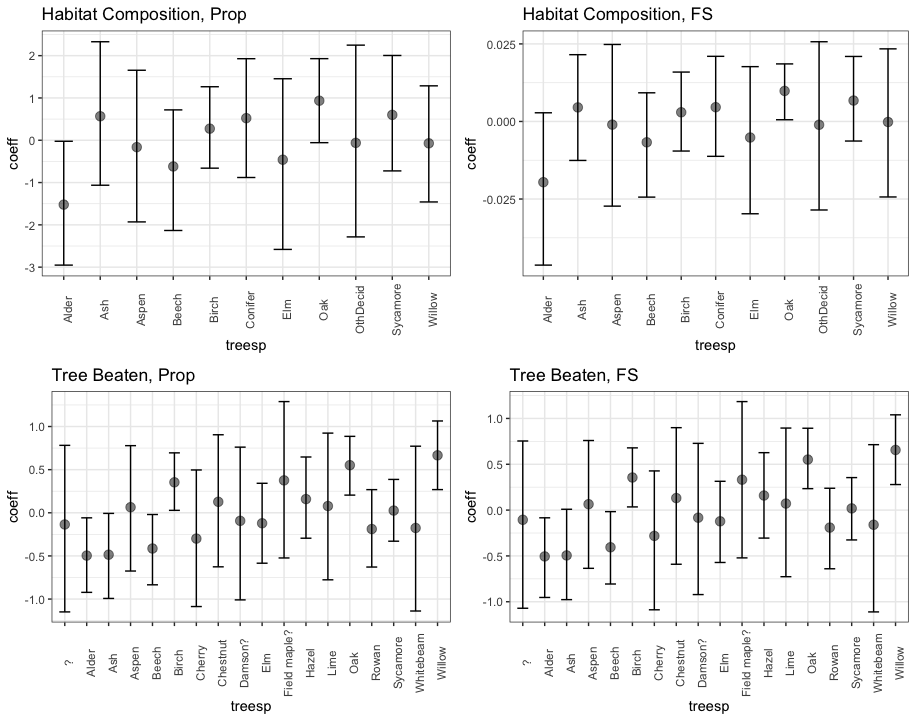 Habitat Composition, Prop
coeff
2
1
0
-1
-2
-3
Alder Ash Aspen Beech Birch Conifer Elm Oak OthDecid Sycamore Willow
treesp
Habitat Composition, FS
coeff
0.025
0.000
-0.025
Alder Ash Aspen Beech Birch Conifer Elm Oak OthDecid Sycamore Willow
treesp
Tree Beaten, Prop
coeff
1.0
0.5
0.0
-0.5
-1.0
? Alder Ash Aspen Beech Birch Cherry Chestnut Damson? Elm Field maple? Hazel Lime Oak Rowan Sycamore Whitebeam Willow
treesp
Tree Beaten, FS
coeff
1.0
0.5
0.0
-0.5
-1.0
? Alder Ash Aspen Beech Birch Cherry Chestnut Damson? Elm Field maple? Hazel Lime Oak Rowan Sycamore Whitebeam Willow
treesp